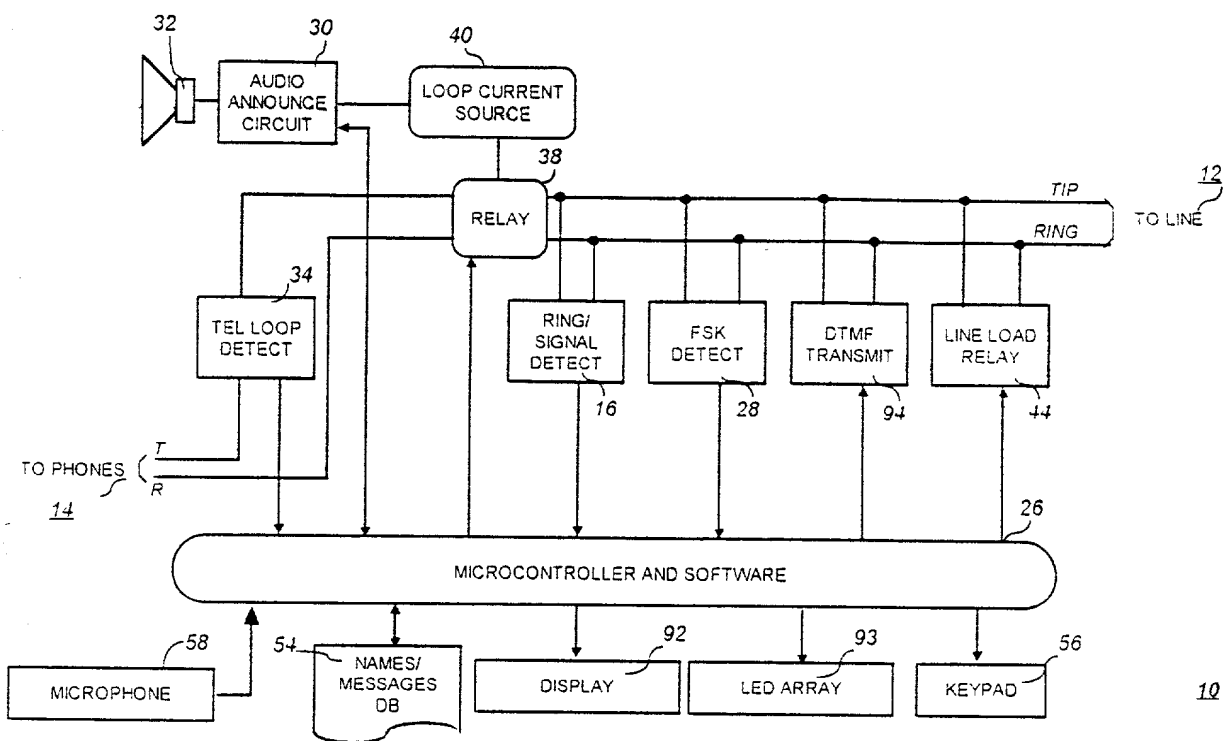 32
30
40
AUDIO
ANNOUNCE
CIRCUIT
LOOP CURRENT
SOURCE
38
RELAY
TIP
RING
12
TO LINE
34
TEL LOOP
DETECT
RING/
SIGNAL
DETECT
16
FSK
DETECT
28
DTMF
TRANSMIT
94
LINE LOAD
RELAY
44
TO PHONES
T
R
14
26
MICROCONTROLLER AND SOFTWARE
58
MICROPHONE
54
NAMES/
MESSAGES
DB
92
DISPLAY
93
LED ARRAY
56
KEYPAD
10